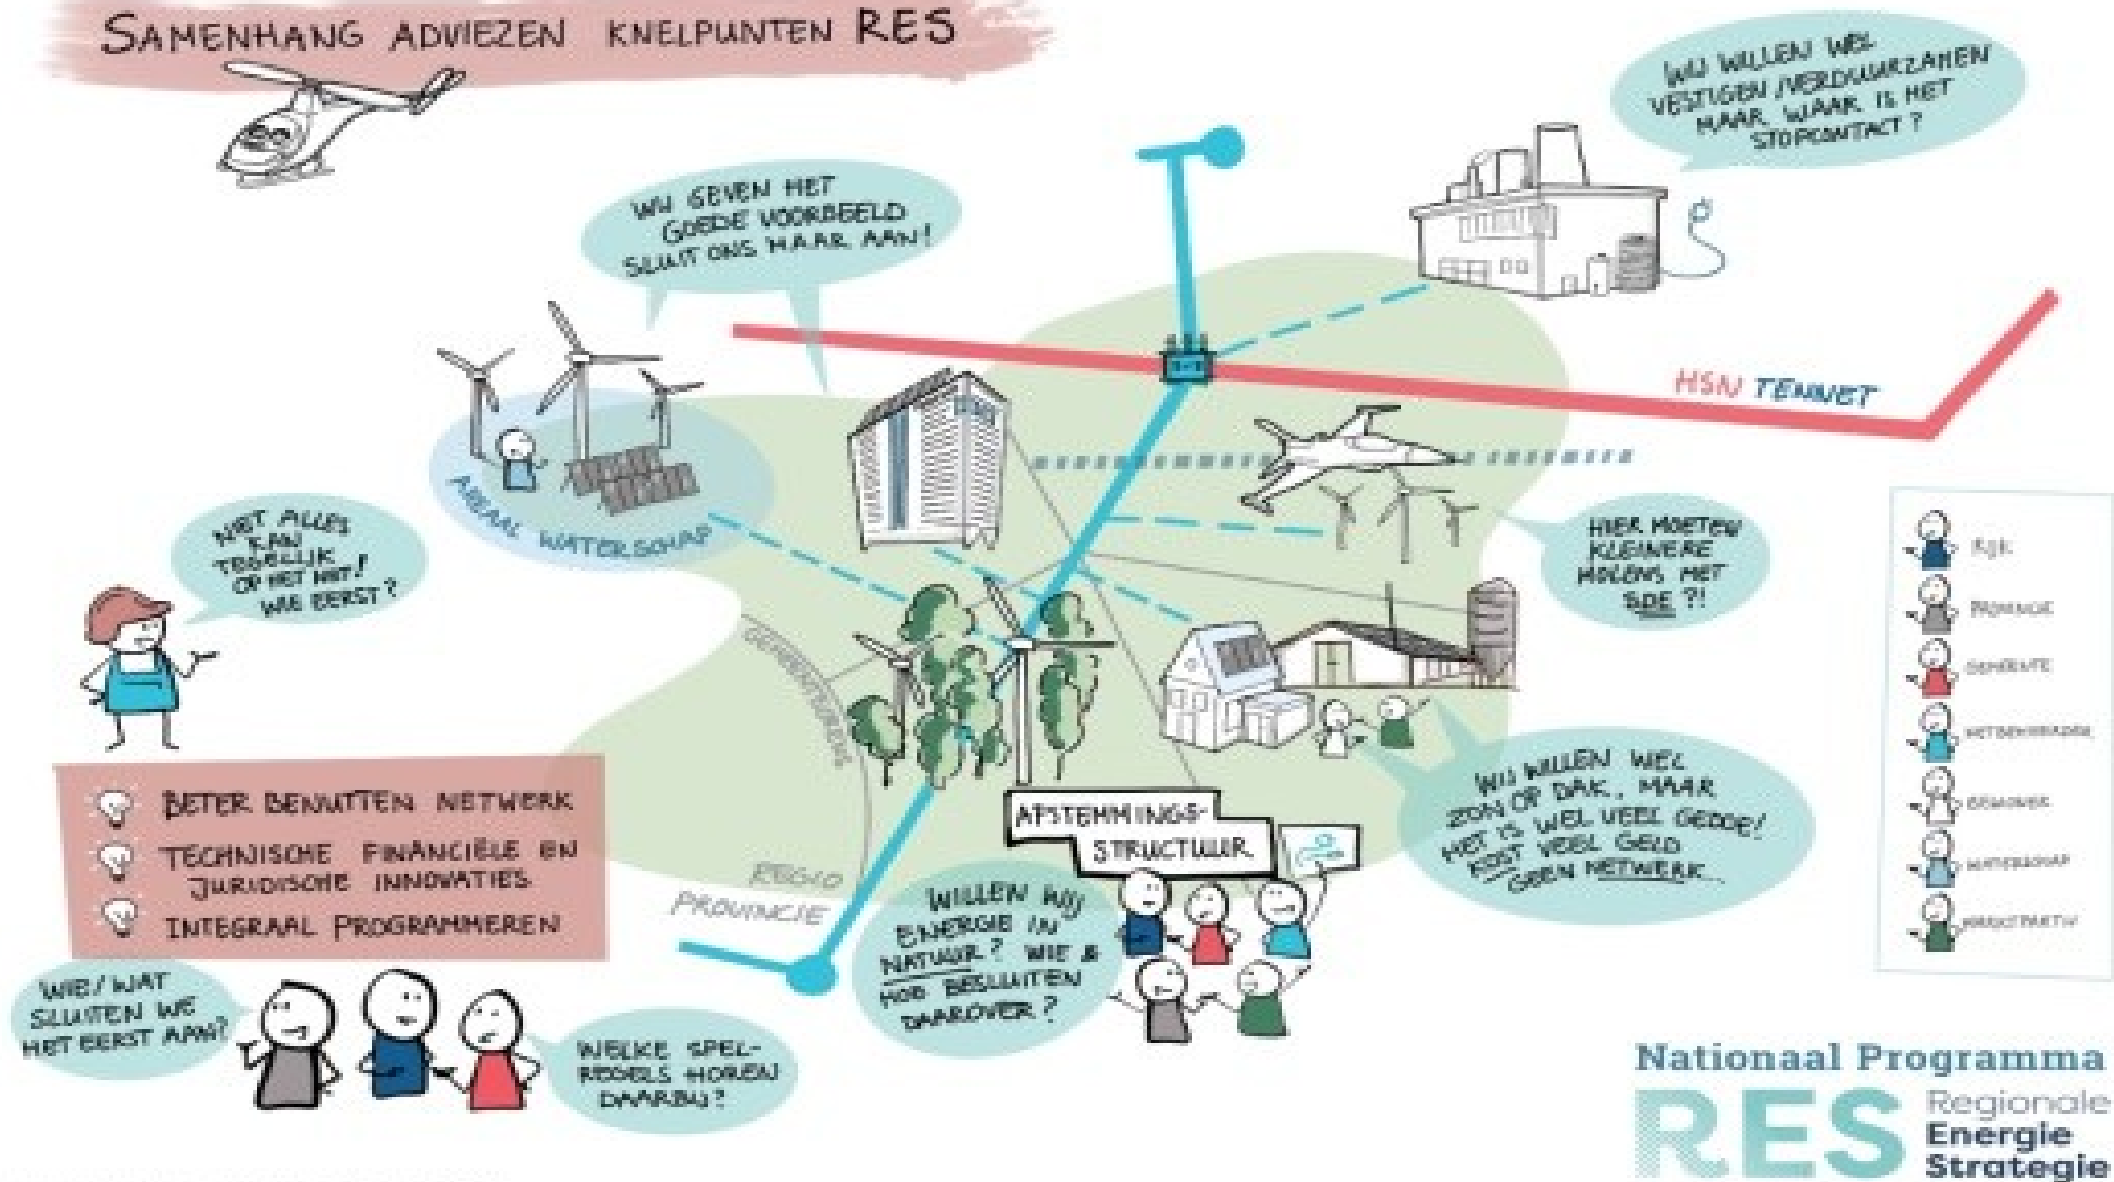 SAMENHANG ADVIEZEN KNELPUNTEN RES
WIJ WILLEN WEL
VESTIGEN/VERDUURZAMEN
MAAR WAAR IS HET
STOPCONTACT?
WIJ GEVEN HET
GOEDE VOORBEELD
SLUIT ONS MAAR AAN!
HSN TENNET
AREAAL WATERSCHAP
NIET ALLES
KAN
TEGELIJK
OP HET NET!
WIE EERST?
HIER MOETEN
KLEINERE
MOLENS MET
SDE?!
RIJK
PROVINCIE
GEMEENTE
NETBEHEERDER
BEWONER
WATERSCHAP
MARKTPARTIJ
WIJ WILLEN WEL
ZON OP DAK, MAAR
HET IS WEL VEEL GEDOE!
KOST VEEL GELD
GEEN NETWERK...
BETER BENUTTEN NETWERK
TECHNISCHE FINANCIËLE EN
JURIDISCHE INNOVATIES
INTEGRAAL PROGRAMMEREN
AFSTEMMINGS-
STRUCTUUR
REGIO
PROVINCIE
WILLEN WIJ
ENERGIE IN
NATUUR? WIE &
HOE BESLUITEN
DAAROVER?
WIE/WAT
SLUITEN WE
HET EERST AAN?
WELKE SPEL-
REGELS HOREN
DAARBIJ?
Nationaal Programma
RES Regionale
Energie
Strategie